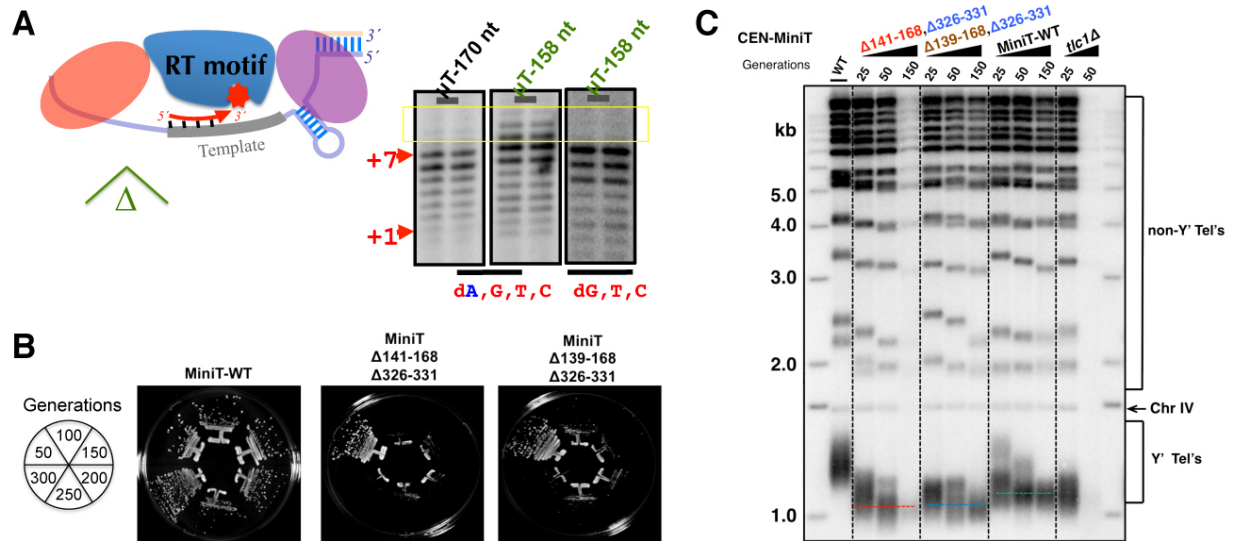 A
RT motif
3′
5′
5′
3′
Template
Δ
WT-170 nt
WT-158 nt
WT-158 nt
+7
+1
dA,G,T,C
dG,T,C
B
Generations
50
100
150
200
250
300
MiniT-WT
MiniT
Δ141-168
Δ326-331
MiniT
Δ139-168
Δ326-331
C
CEN-MiniT
Δ141-168,Δ326-331
Δ139-168,Δ326-331
MiniT-WT
tlc1Δ
Generations
WT
25 50 150
25 50 150
25 50 150
25 50
kb
5.0
4.0
3.0
2.0
1.0
non-Y' Tel's
Chr IV
Y' Tel's